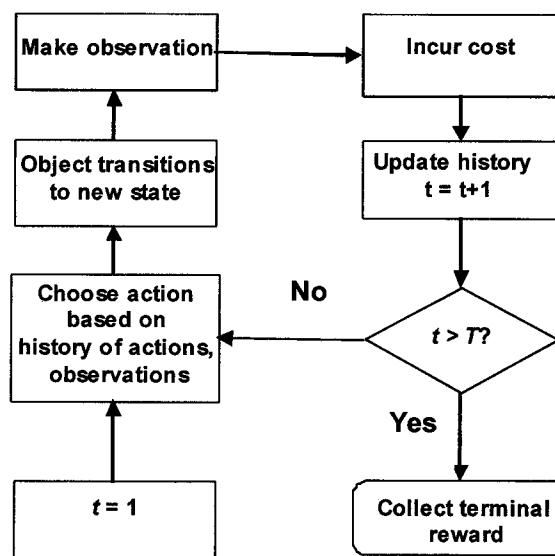 Make observation
Incur cost
Object transitions
to new state
Update history
t = t+1
Choose action
based on
history of actions,
observations
No
t > T?
Yes
t = 1
Collect terminal
reward